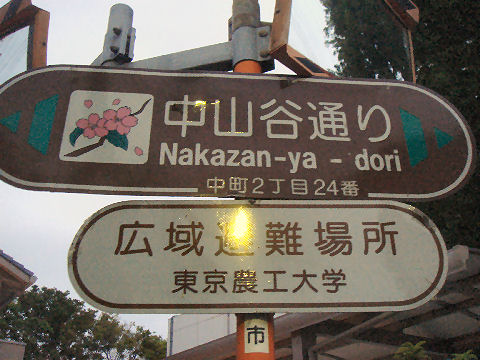 中山谷通り
Nakazan-ya-dori
中町2丁目24番
広域避難場所
東京農工大学
市